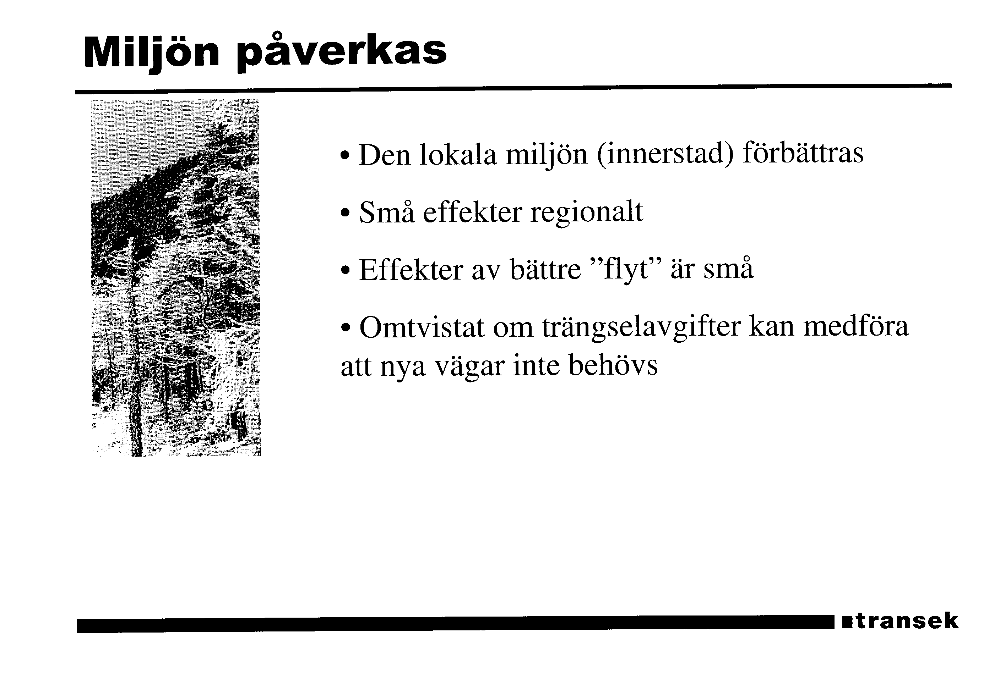 Miljön påverkas
• Den lokala miljön (innerstad) förbättras
• Små effekter regionalt
• Effekter av bättre ”flyt” är små
• Omtvistat om trängselavgifter kan medföra
att nya vägar inte behövs
transek